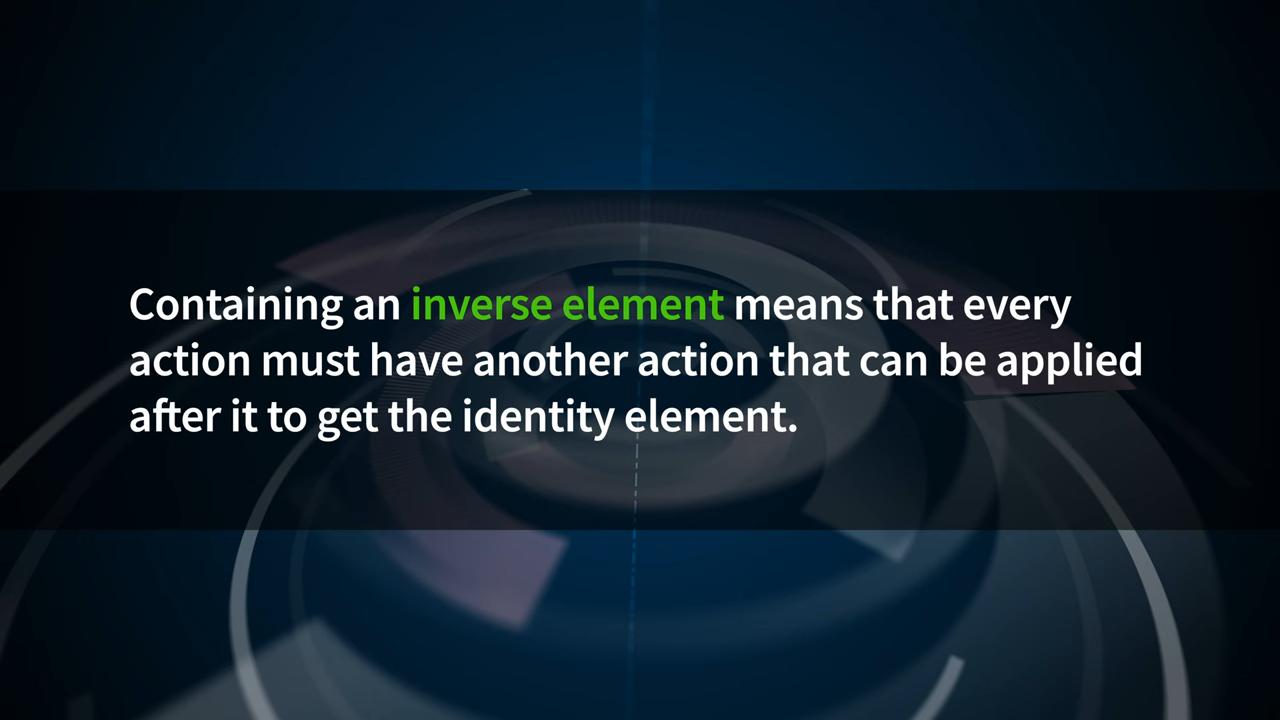 Containing an inverse element means that every
action must have another action that can be applied
after it to get the identity element.